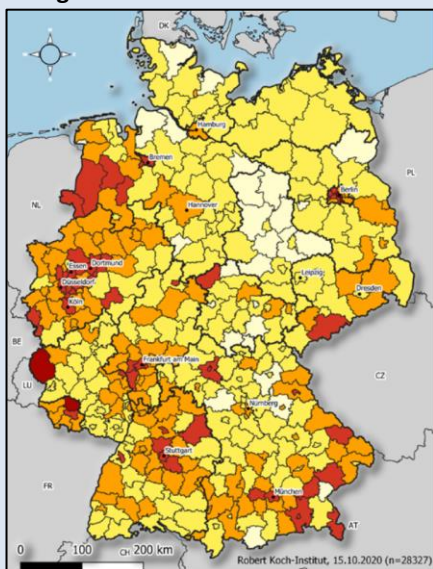 DK
Hamburg
Bremen
PL
Berlin
NL
Hannover
Essen
Dortmund
Düsseldorf
Leipzig
Köln
Dresden
BE
Frankfurt am Main
LU
CZ
Nürnberg
Stuttgart
FR
München
AT
0 100 200 km
CH
Robert Koch-Institut, 15.10.2020 (n=28327)